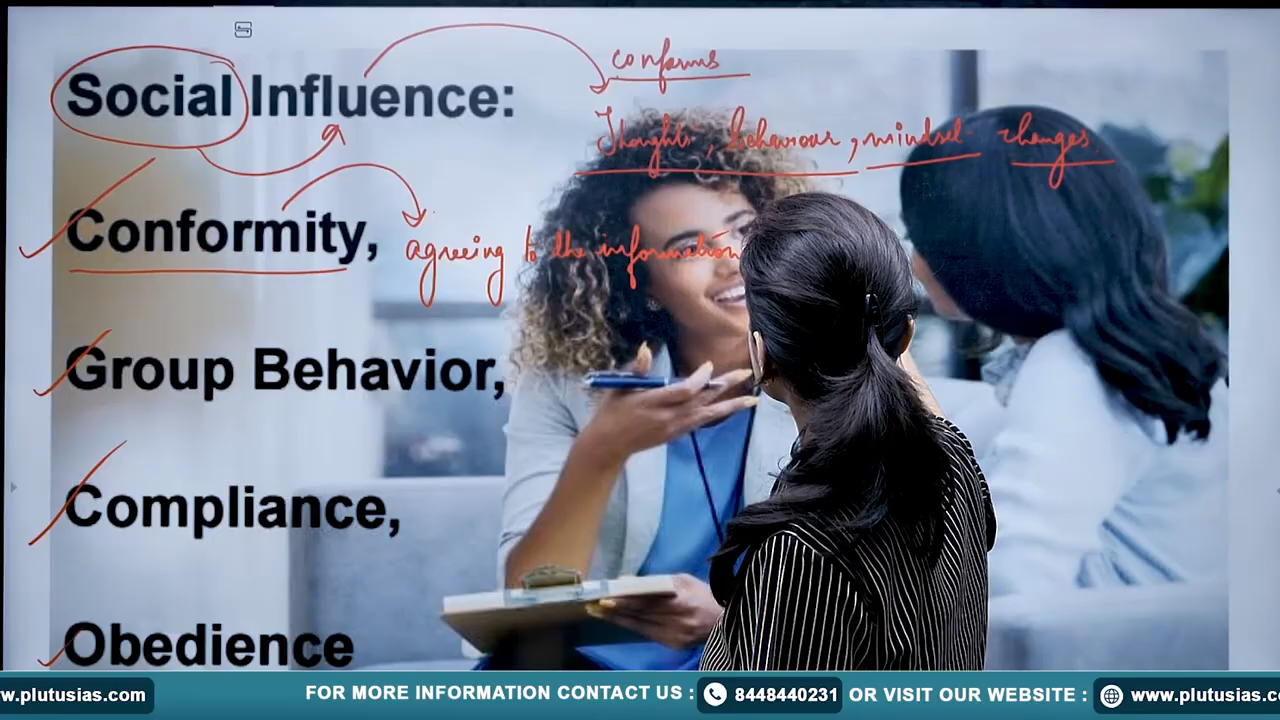 conforms
Social Influence:
Thoughts, behaviour, mindset changes.
Conformity, agreeing to the information
Group Behavior,
Compliance,
Obedience
w.plutusias.com FOR MORE INFORMATION CONTACT US : 8448440231 OR VISIT OUR WEBSITE : www.plutusias.co